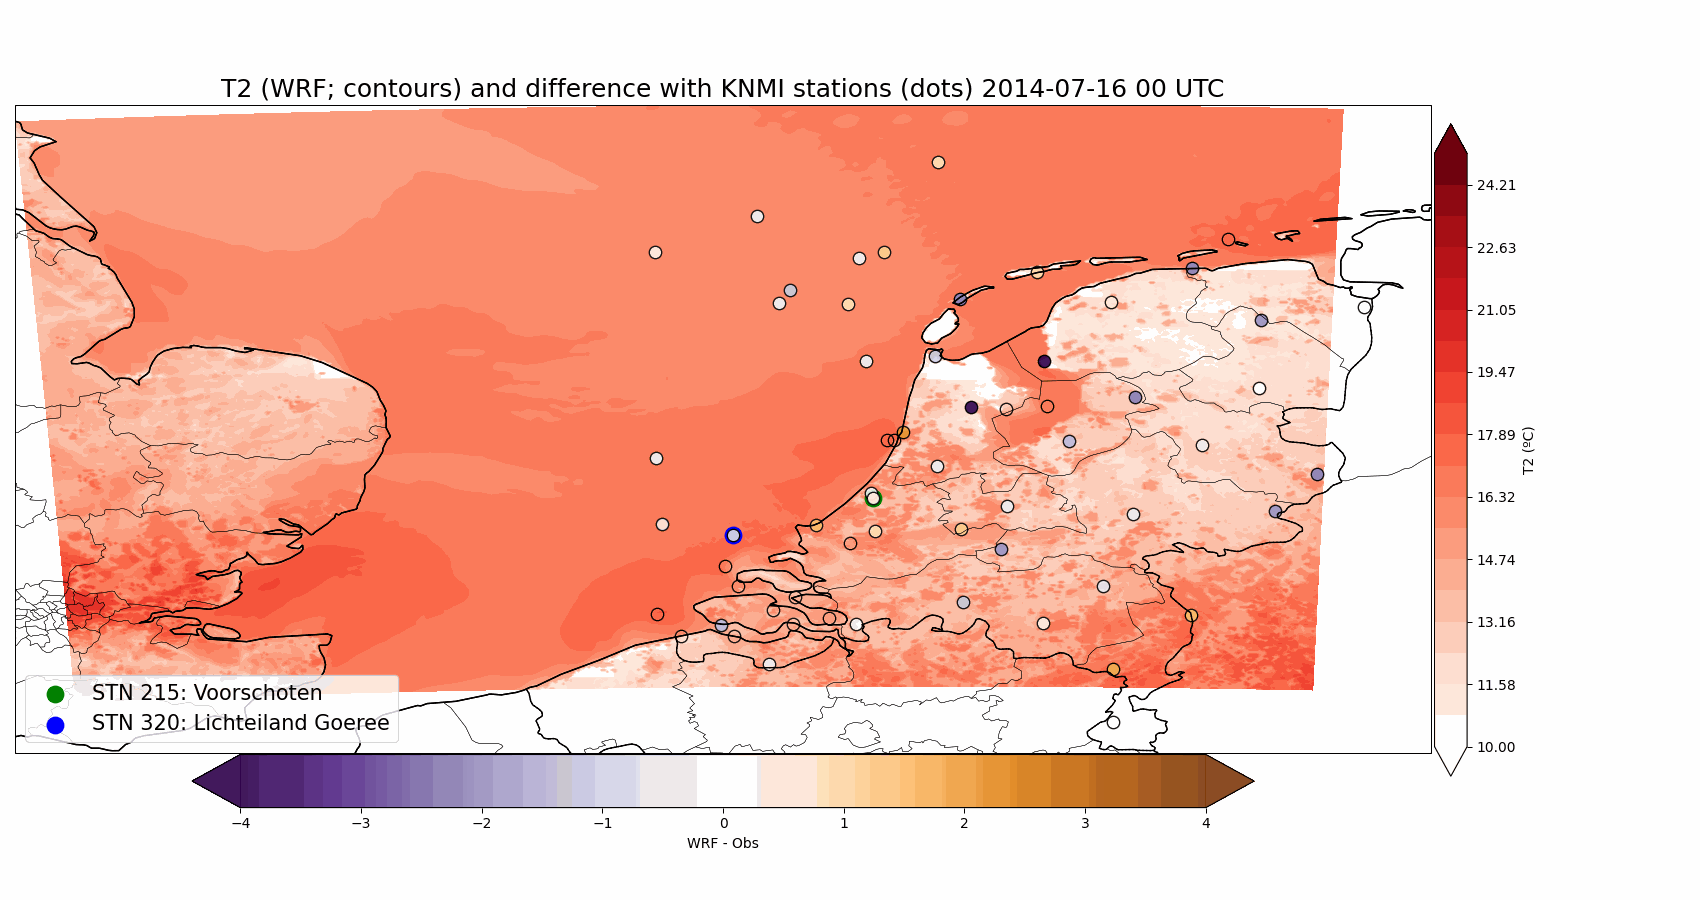 T2 (WRF; contours) and difference with KNMI stations (dots) 2014-07-16 00 UTC
24.21
22.63
21.05
19.47
17.89
16.32
14.74
13.16
11.58
10.00
T2 (ºC)
STN 215: Voorschoten
STN 320: Lichteiland Goeree
−4 −3 −2 −1 0 1 2 3 4
WRF - Obs